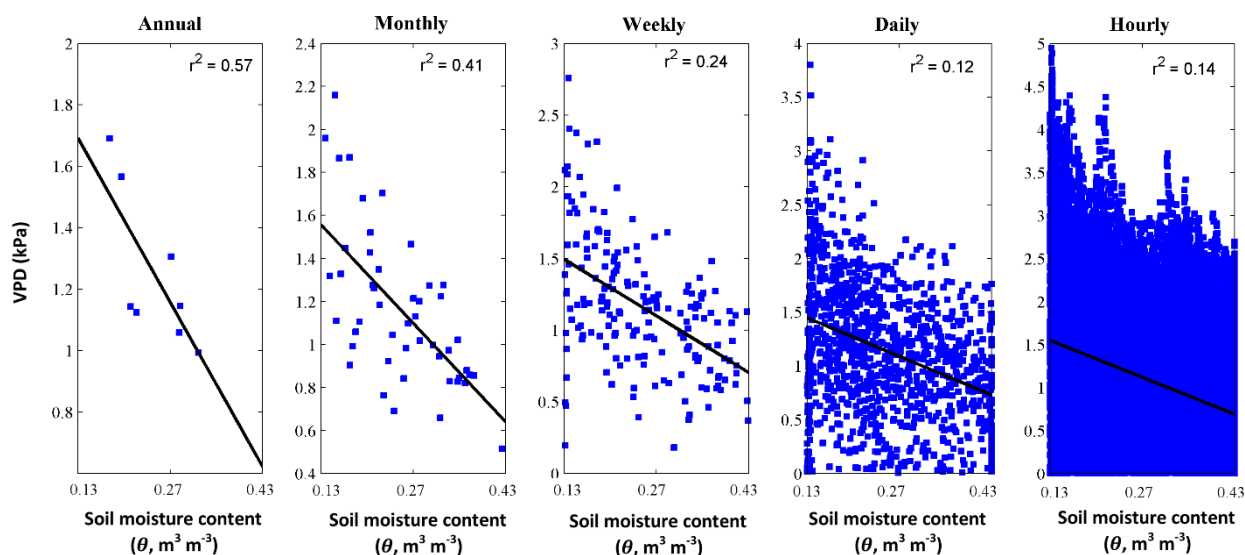 Annual
Monthly
Weekly
Daily
Hourly
VPD (kPa)
2
1.8
1.6
1.4
1.2
1
0.8
r² = 0.57
0.13
0.27
0.43
Soil moisture content
(θ, m³ m⁻³)
2.4
2.2
2
1.8
1.6
1.4
1.2
1
0.8
0.6
0.4
r² = 0.41
0.13
0.27
0.43
Soil moisture content
(θ, m³ m⁻³)
3
2.5
2
1.5
1
0.5
0
r² = 0.24
0.13
0.27
0.43
Soil moisture content
(θ, m³ m⁻³)
4
3.5
3
2.5
2
1.5
1
0.5
0
r² = 0.12
0.13
0.27
0.43
Soil moisture content
(θ, m³ m⁻³)
5
4.5
4
3.5
3
2.5
2
1.5
1
0.5
0
r² = 0.14
0.13
0.27
0.43
Soil moisture content
(θ, m³ m⁻³)